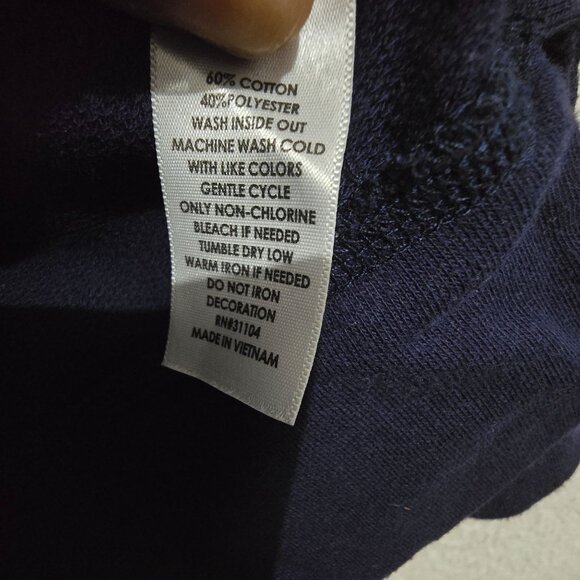 60% COTTON
40%POLYESTER
WASH INSIDE OUT
MACHINE WASH COLD
WITH LIKE COLORS
GENTLE CYCLE
ONLY NON-CHLORINE
BLEACH IF NEEDED
TUMBLE DRY LOW
WARM IRON IF NEEDED
DO NOT IRON
DECORATION
RN#31104
MADE IN VIETNAM